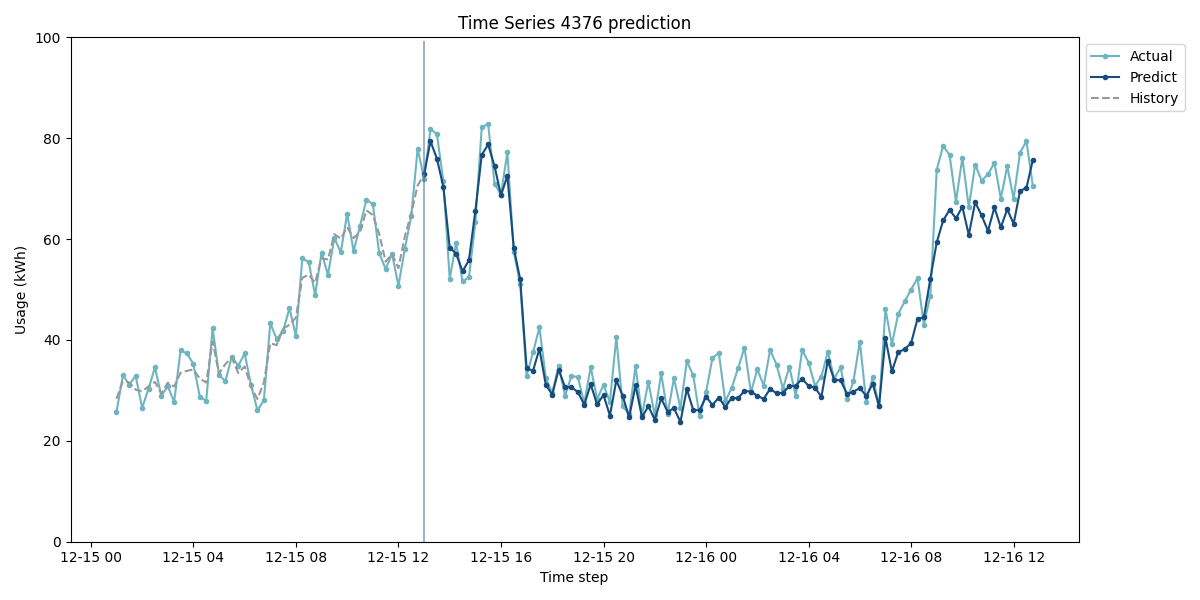 Time Series 4376 prediction
100
80
60
40
20
0
Usage (kWh)
12-15 00
12-15 04
12-15 08
12-15 12
12-15 16
12-15 20
12-16 00
12-16 04
12-16 08
12-16 12
Time step
Actual
Predict
History